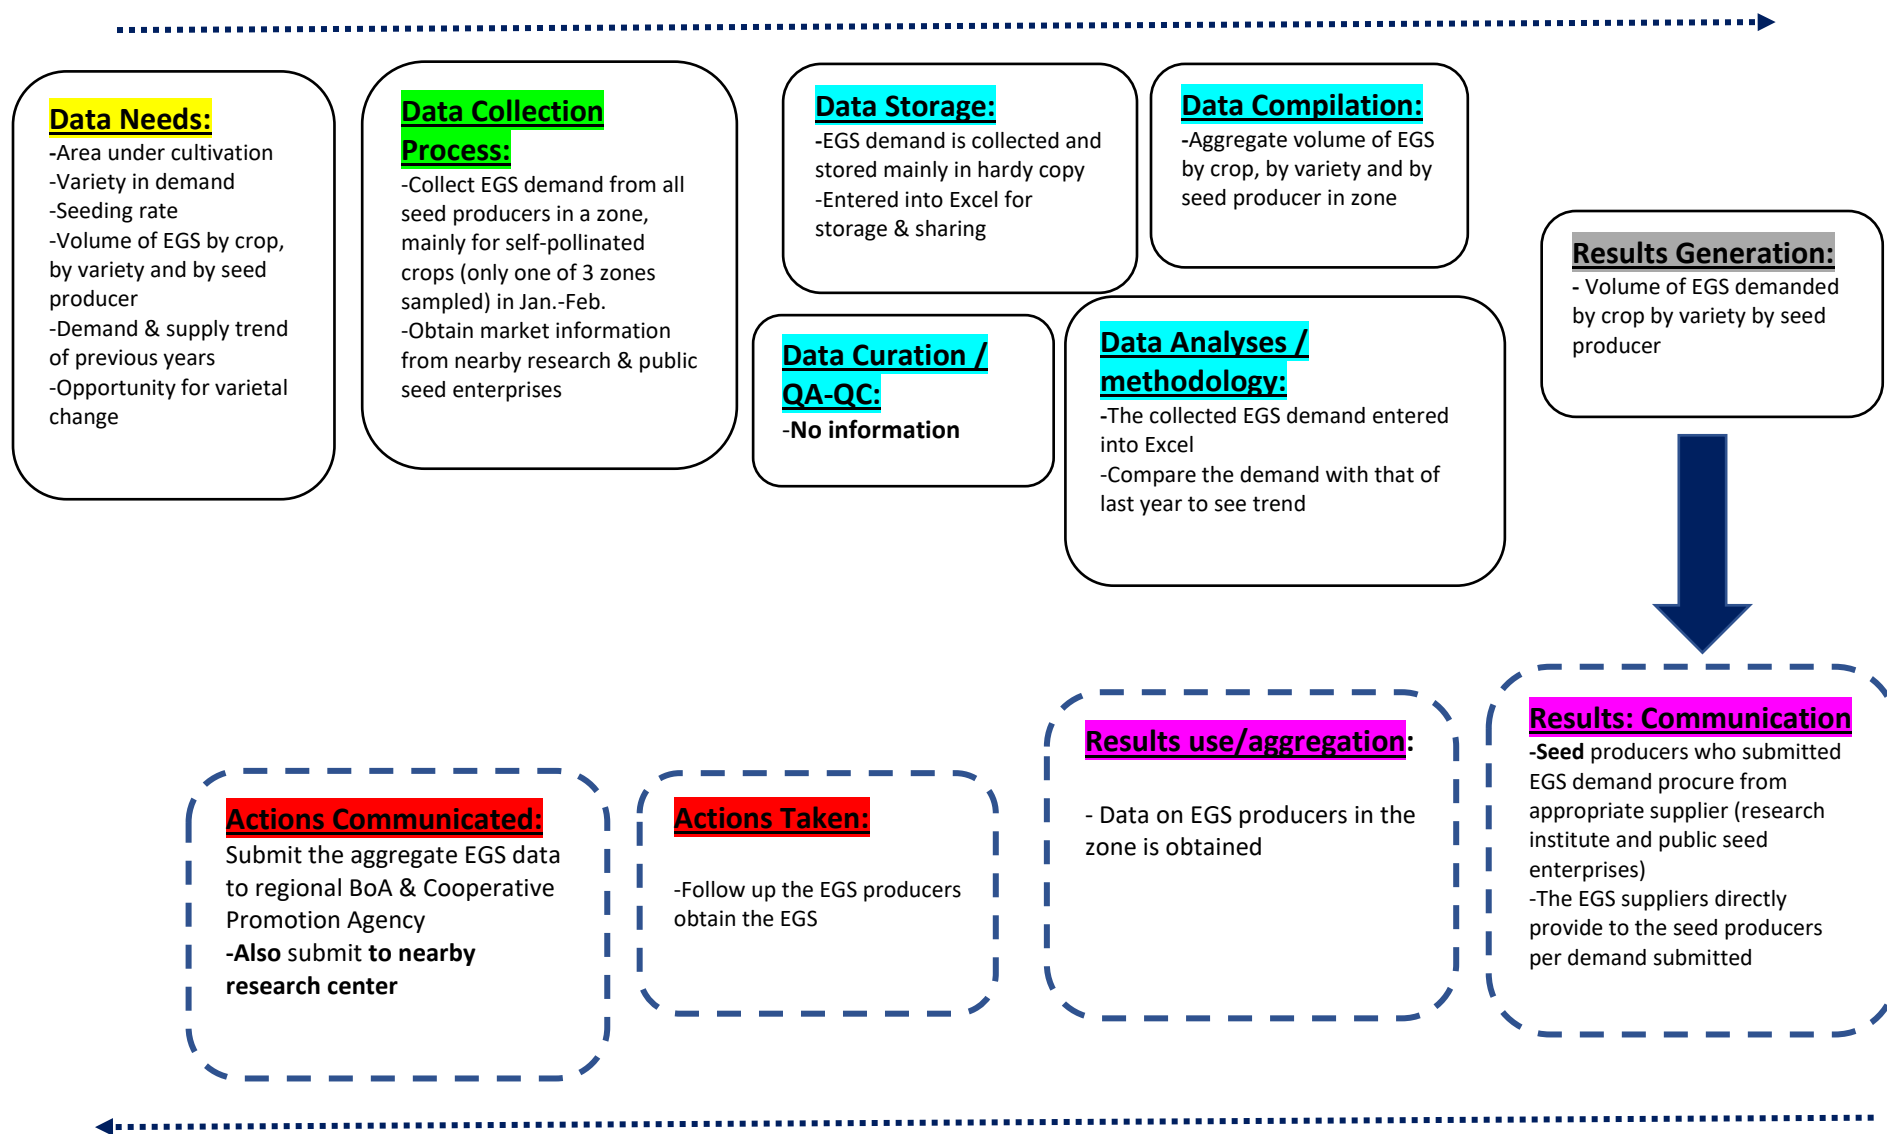 Data Needs:
-Area under cultivation
-Variety in demand
-Seeding rate
-Volume of EGS by crop,
by variety and by seed
producer
-Demand & supply trend
of previous years
-Opportunity for varietal
change
Data Collection
Process:
-Collect EGS demand from all
seed producers in a zone,
mainly for self-pollinated
crops (only one of 3 zones
sampled) in Jan.-Feb.
-Obtain market information
from nearby research & public
seed enterprises
Data Storage:
-EGS demand is collected and
stored mainly in hardy copy
-Entered into Excel for
storage & sharing
Data Compilation:
-Aggregate volume of EGS
by crop, by variety and by
seed producer in zone
Data Curation /
QA-QC:
-No information
Data Analyses /
methodology:
-The collected EGS demand entered
into Excel
-Compare the demand with that of
last year to see trend
Results Generation:
- Volume of EGS demanded
by crop by variety by seed
producer
Results: Communication
-Seed producers who submitted
EGS demand procure from
appropriate supplier (research
institute and public seed
enterprises)
-The EGS suppliers directly
provide to the seed producers
per demand submitted
Results use/aggregation:
- Data on EGS producers in the
zone is obtained
Actions Taken:
-Follow up the EGS producers
obtain the EGS
Actions Communicated:
Submit the aggregate EGS data
to regional BoA & Cooperative
Promotion Agency
-Also submit to nearby
research center